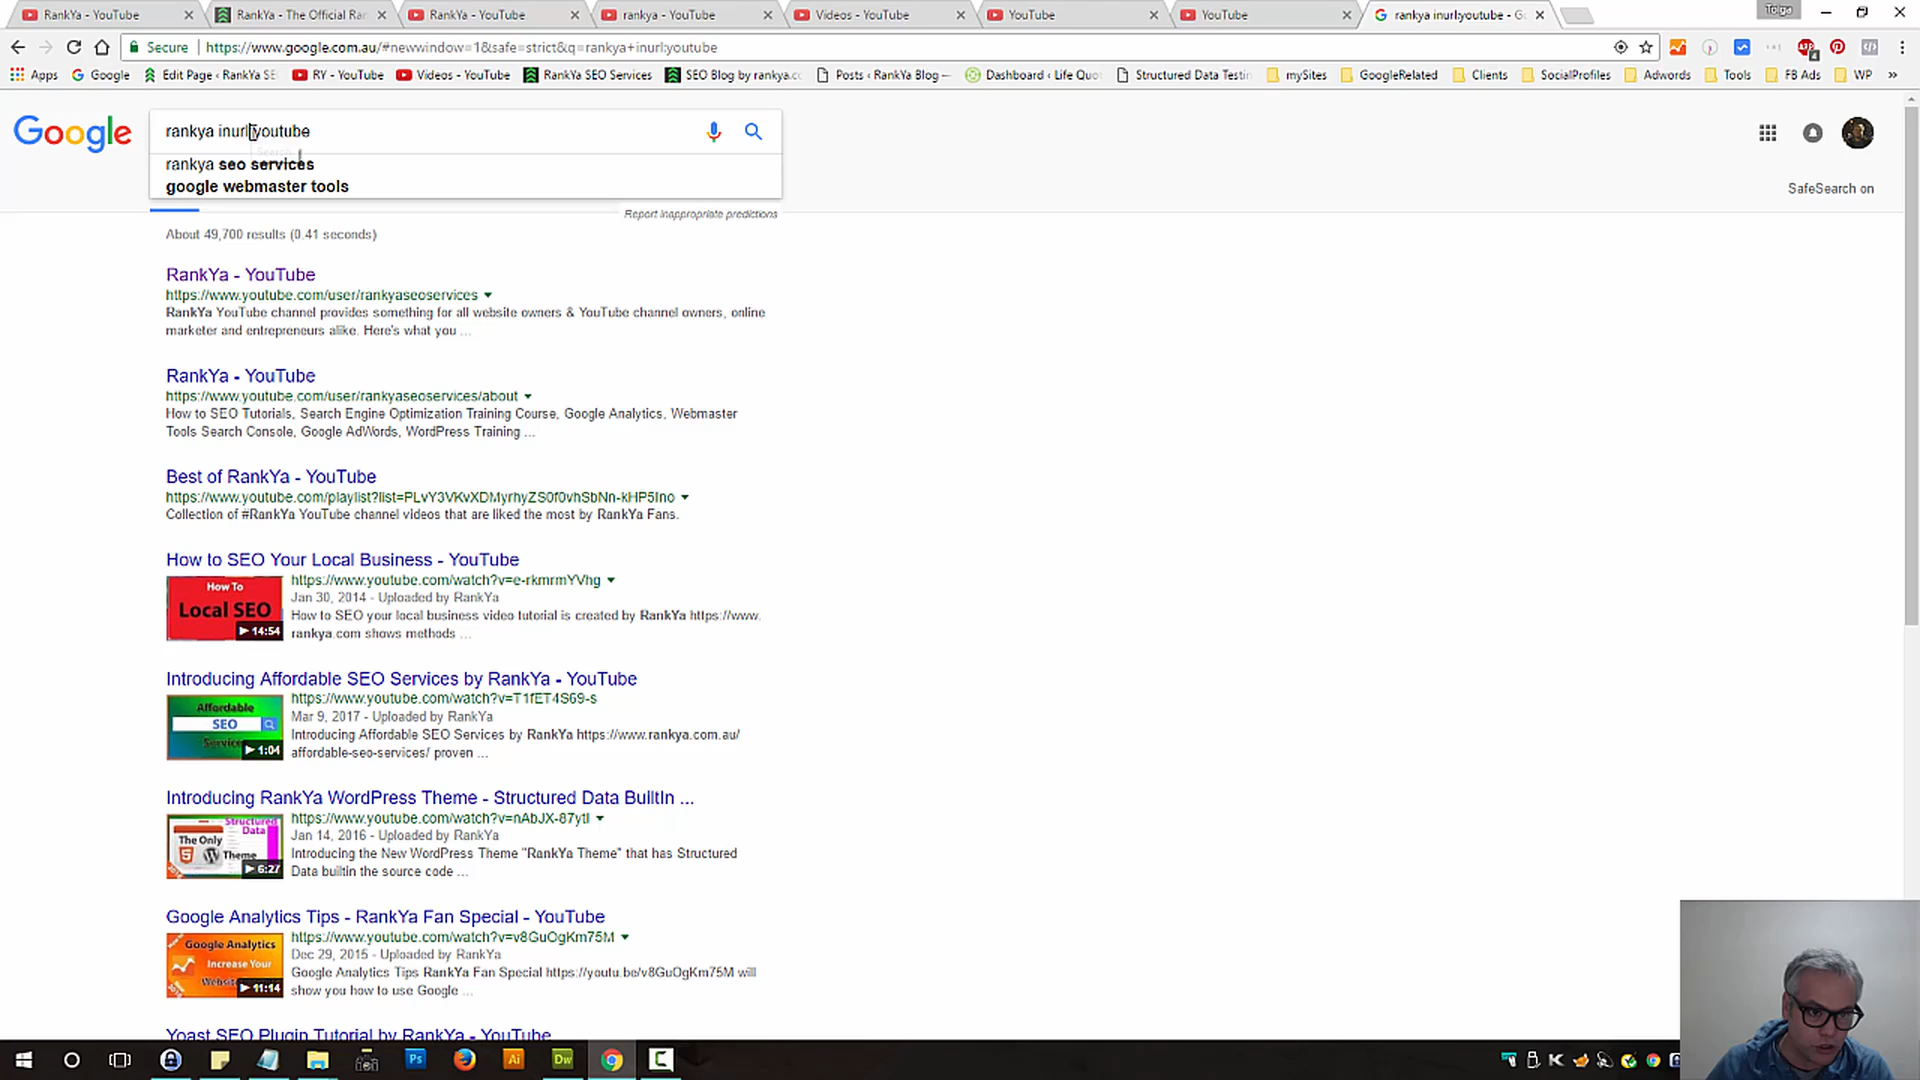 RankYa - YouTube
RankYa - The Official Ra
RankYa - YouTube
rankya - YouTube
Videos - YouTube
YouTube
YouTube
rankya inurl:youtube - G
Tolga
Secure
https://www.google.com.au/#newwindow=1&safe=strict&q=rankya+inurl:youtube
Apps
Google
Edit Page ‹ RankYa SE
RY - YouTube
Videos - YouTube
RankYa SEO Services
SEO Blog by rankya.c
Posts ‹ RankYa Blog —
Dashboard ‹ Life Quo
Structured Data Testin
mySites
GoogleRelated
Clients
SocialProfiles
Adwords
Tools
FB Ads
WP
»
Google
rankya inurl:youtube
rankya seo services
google webmaster tools
Report inappropriate predictions
SafeSearch on
About 49,700 results (0.41 seconds)
RankYa - YouTube
https://www.youtube.com/user/rankyaseoservices
RankYa YouTube channel provides something for all website owners & YouTube channel owners, online
marketer and entrepreneurs alike. Here's what you ...
RankYa - YouTube
https://www.youtube.com/user/rankyaseoservices/about
How to SEO Tutorials, Search Engine Optimization Training Course, Google Analytics, Webmaster
Tools Search Console, Google AdWords, WordPress Training ...
Best of RankYa - YouTube
https://www.youtube.com/playlist?list=PLvY3VKvXDMyrhyZS0f0vhSbNn-kHP5Ino
Collection of #RankYa YouTube channel videos that are liked the most by RankYa Fans.
How to SEO Your Local Business - YouTube
How To
Local SEO
14:54
https://www.youtube.com/watch?v=e-rkmrmYVhg
Jan 30, 2014 - Uploaded by RankYa
How to SEO your local business video tutorial is created by RankYa https://www.
rankya.com shows methods ...
Introducing Affordable SEO Services by RankYa - YouTube
Affordable
SEO
Services
1:04
https://www.youtube.com/watch?v=T1fET4S69-s
Mar 9, 2017 - Uploaded by RankYa
Introducing Affordable SEO Services by RankYa https://www.rankya.com.au/
affordable-seo-services/ proven ...
Introducing RankYa WordPress Theme - Structured Data BuiltIn ...
Structured
Data
The Only
Theme
6:27
https://www.youtube.com/watch?v=nAbJX-87ytI
Jan 14, 2016 - Uploaded by RankYa
Introducing the New WordPress Theme "RankYa Theme" that has Structured
Data builtin the source code ...
Google Analytics Tips - RankYa Fan Special - YouTube
Google Analytics
Increase Your
11:14
https://www.youtube.com/watch?v=v8GuOgKm75M
Dec 29, 2015 - Uploaded by RankYa
Google Analytics Tips RankYa Fan Special https://youtu.be/v8GuOgKm75M will
show you how to use Google ...
Yoast SEO Plugin Tutorial by RankYa - YouTube
Ps
Ai
Dw